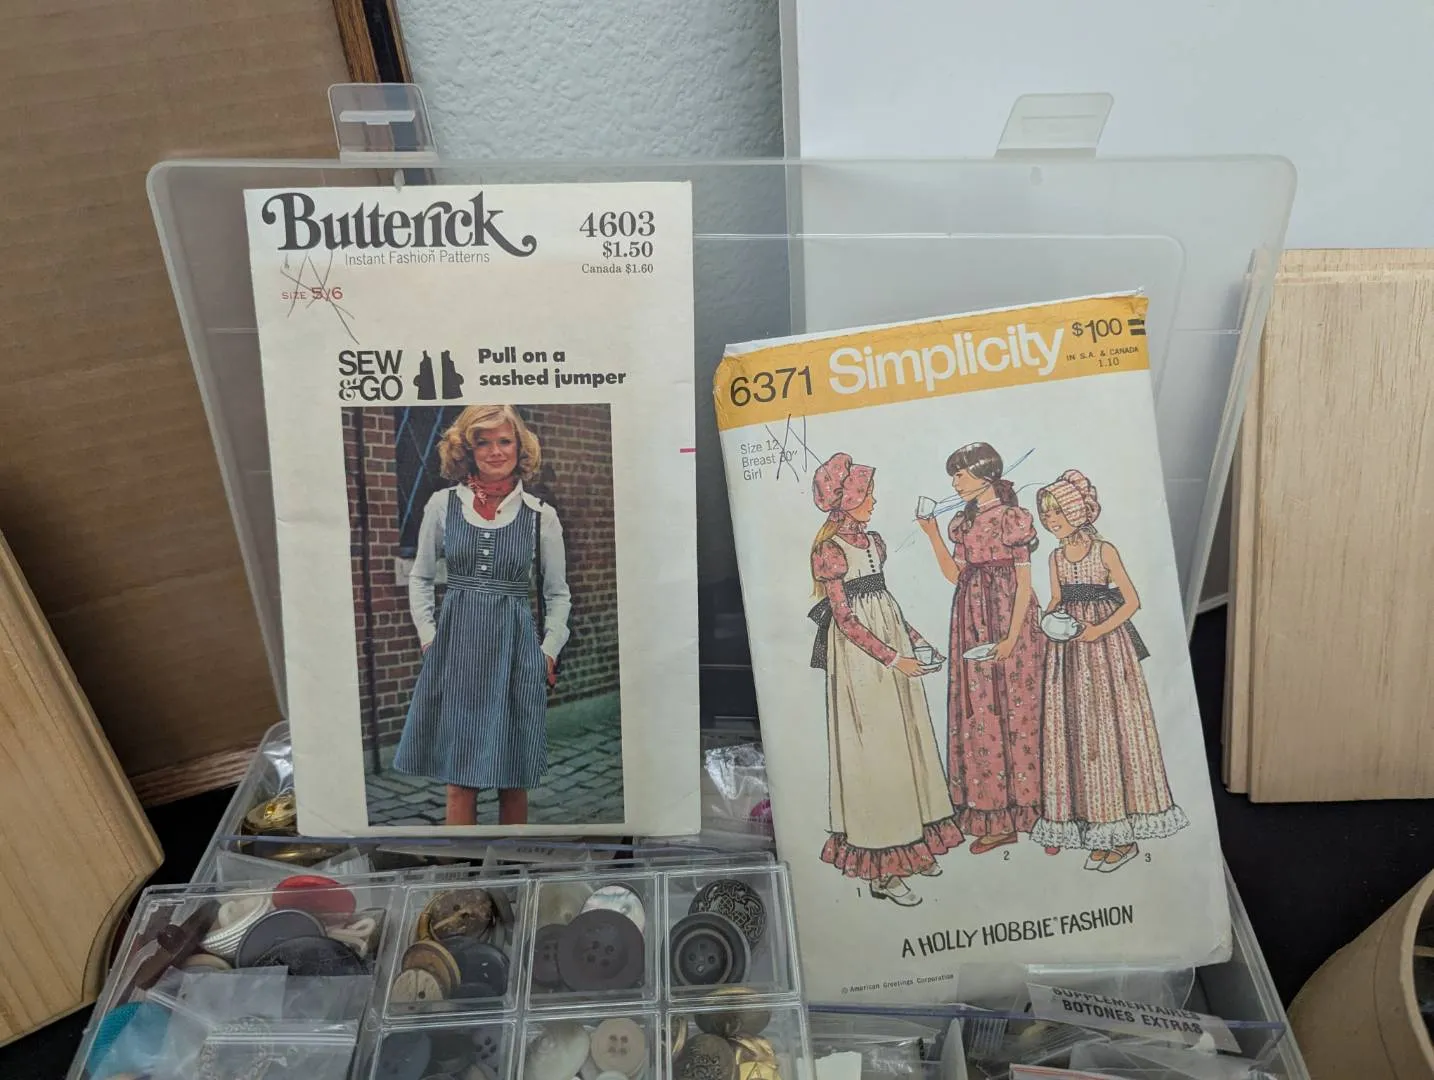 Butterick
Instant Fashion Patterns
4603
$1.50
Canada $1.60
SIZE 5/6
SEW
&GO
Pull on a
sashed jumper
6371 Simplicity $1.00
IN S.A. & CANADA
1.10
Size 12
Breast 30"
Girl
1
2
3
A HOLLY HOBBIE® FASHION
© American Greetings Corporation
SUPPLEMENTAIRES
BOTONES EXTRAS